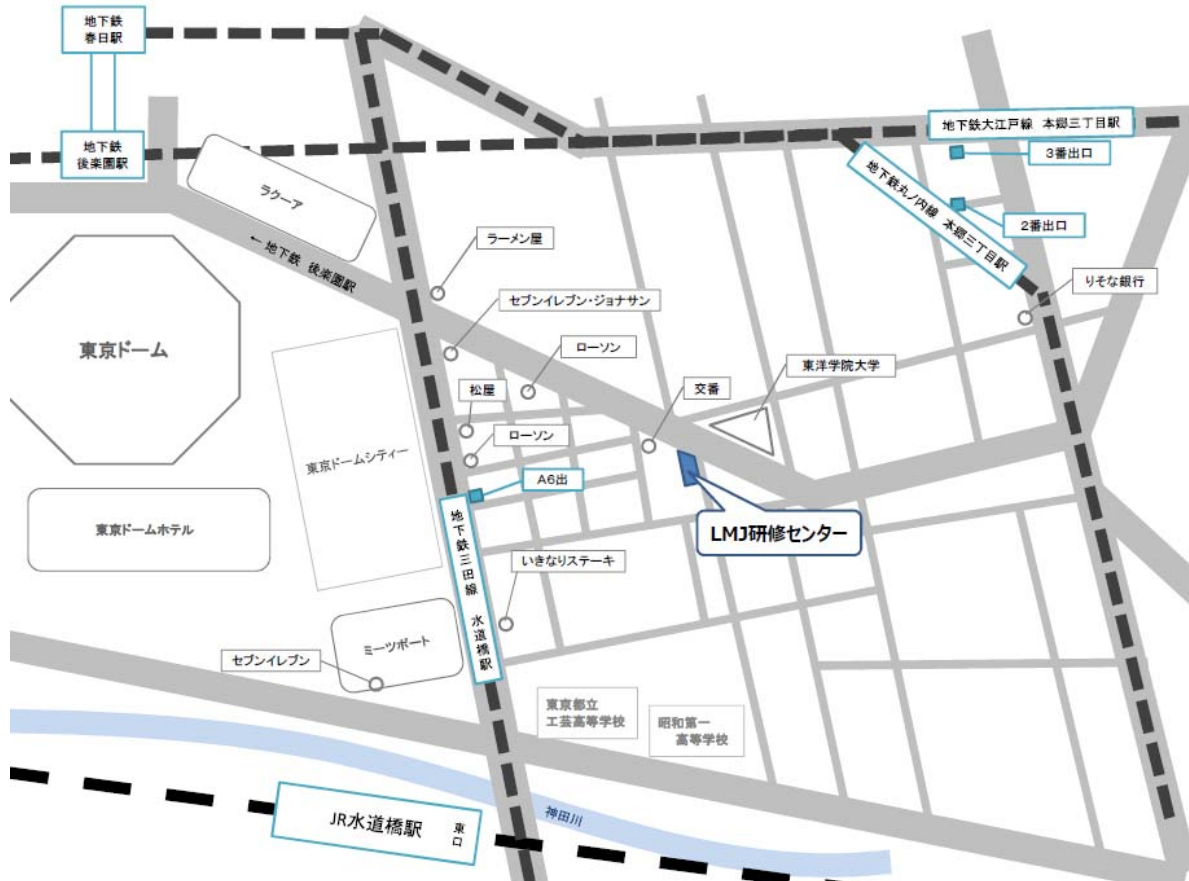 地下鉄
春日駅
地下鉄
後楽園駅
地下鉄大江戸線 本郷三丁目駅
3番出口
地下鉄丸ノ内線 本郷三丁目駅
2番出口
ラクーア
← 地下鉄 後楽園駅
ラーメン屋
りそな銀行
セブンイレブン・ジョナサン
東京ドーム
ローソン
東洋学院大学
松屋
交番
ローソン
東京ドームシティー
A6出
東京ドームホテル
地下鉄三田線 水道橋駅
LMJ研修センター
いきなりステーキ
ミーツポート
セブンイレブン
東京都立
工芸高等学校
昭和第一
高等学校
神田川
JR水道橋駅
東口